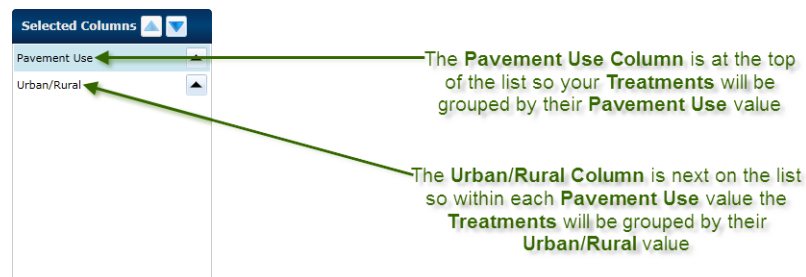 Selected Columns
Pavement Use
Urban/Rural
The Pavement Use Column is at the top
of the list so your Treatments will be
grouped by their Pavement Use value
The Urban/Rural Column is next on the list
so within each Pavement Use value the
Treatments will be grouped by their
Urban/Rural value